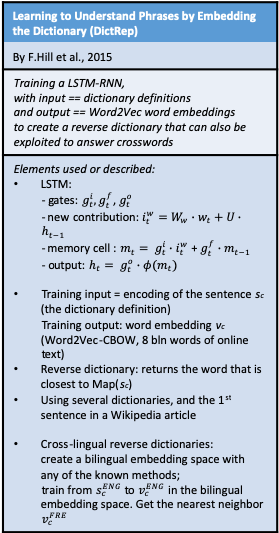 Learning to Understand Phrases by Embedding
the Dictionary (DictRep)
By F.Hill et al., 2015
Training a LSTM-RNN,
with input == dictionary definitions
and output == Word2Vec word embeddings
to create a reverse dictionary that can also be
exploited to answer crosswords
Elements used or described:
• LSTM:
- gates: $g_t^i, g_t^f, g_t^o$
- new contribution: $i_t^w = W_w \cdot w_t + U \cdot$
$h_{t-1}$
- memory cell : $m_t = g_t^i \cdot i_t^w + g_t^f \cdot m_{t-1}$
- output: $h_t = g_t^o \cdot \phi(m_t)$
• Training input = encoding of the sentence $s_c$
(the dictionary definition)
Training output: word embedding $v_c$
(Word2Vec-CBOW, 8 bln words of online
text)
• Reverse dictionary: returns the word that is
closest to Map($s_c$)
• Using several dictionaries, and the 1st
sentence in a Wikipedia article
• Cross-lingual reverse dictionaries:
create a bilingual embedding space with
any of the known methods;
train from $s_c^{ENG}$ to $v_c^{ENG}$ in the bilingual
embedding space. Get the nearest neighbor
$v_c^{FRE}$